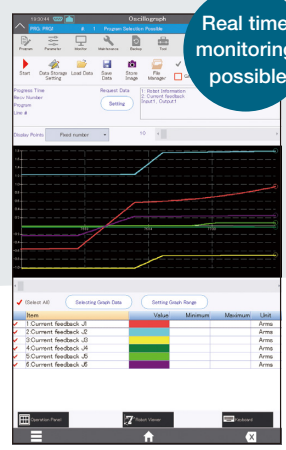 19:30:44
Oscillograph
PRG: PRG1 # 1 Program Selection Possible
Real time
monitoring
possible
Program Parameter Monitor Maintenance Backup Tool
Start Data Storage Setting Load Data Save Data Store Image File Manager
Progress Time
Recv Number
Program
Line #
Request Data
Setting
1: Robot Information
2: Current feedback
Input1, Output1
Display Points Fixed number
(Select All) Selecting Graph Data Setting Graph Range
Item Value Minimum Maximum Unit
1:Current feedback J1 Arms
2:Current feedback J2 Arms
3:Current feedback J3 Arms
4:Current feedback J4 Arms
5:Current feedback J5 Arms
6:Current feedback J6 Arms
Operation Panel Robot Viewer Keyboard